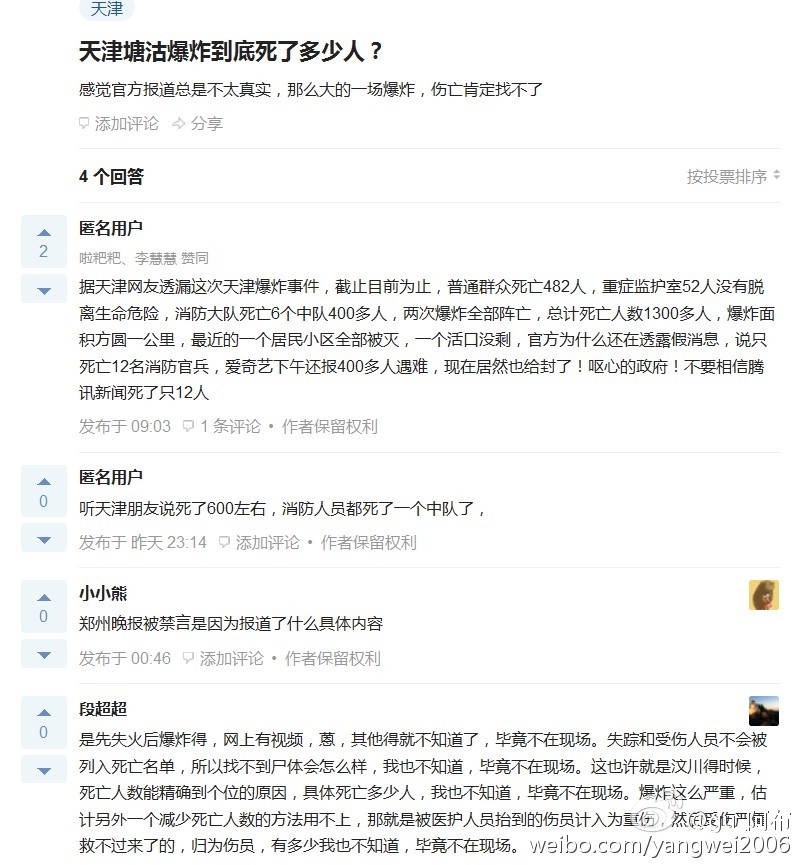 天津
天津塘沽爆炸到底死了多少人？
感觉官方报道总是不太真实，那么大的一场爆炸，伤亡肯定找不了
添加评论 分享
4 个回答 按投票排序
2
匿名用户
啦粑粑、李慧慧 赞同
据天津网友透漏这次天津爆炸事件，截止目前为止，普通群众死亡482人，重症监护室52人没有脱
离生命危险，消防大队死亡6个中队400多人，两次爆炸全部阵亡，总计死亡人数1300多人，爆炸面
积方圆一公里，最近的一个居民小区全部被灭，一个活口没剩，官方为什么还在透露假消息，说只
死亡12名消防官兵，爱奇艺下午还报400多人遇难，现在居然也给封了！呕心的政府！不要相信腾
讯新闻死了只12人
发布于 09:03 1 条评论 • 作者保留权利
0
匿名用户
听天津朋友说死了600左右，消防人员都死了一个中队了，
发布于 昨天 23:14 添加评论 • 作者保留权利
0
小小熊
郑州晚报被禁言是因为报道了什么具体内容
发布于 00:46 添加评论 • 作者保留权利
0
段超超
是先失火后爆炸得，网上有视频，蒽，其他得就不知道了，毕竟不在现场。失踪和受伤人员不会被
列入死亡名单，所以找不到尸体会怎么样，我也不知道，毕竟不在现场。这也许就是汶川得时候，
死亡人数能精确到个位的原因，具体死亡多少人，我也不知道，毕竟不在现场。爆炸这么严重，估
计另外一个减少死亡人数的方法用不上，那就是被医护人员抬到的伤员计入为重伤，然后受伤严
救不过来了的，归为伤员，有多少我也不知道，毕竟不在现场。
weibo.com/yangwei2006